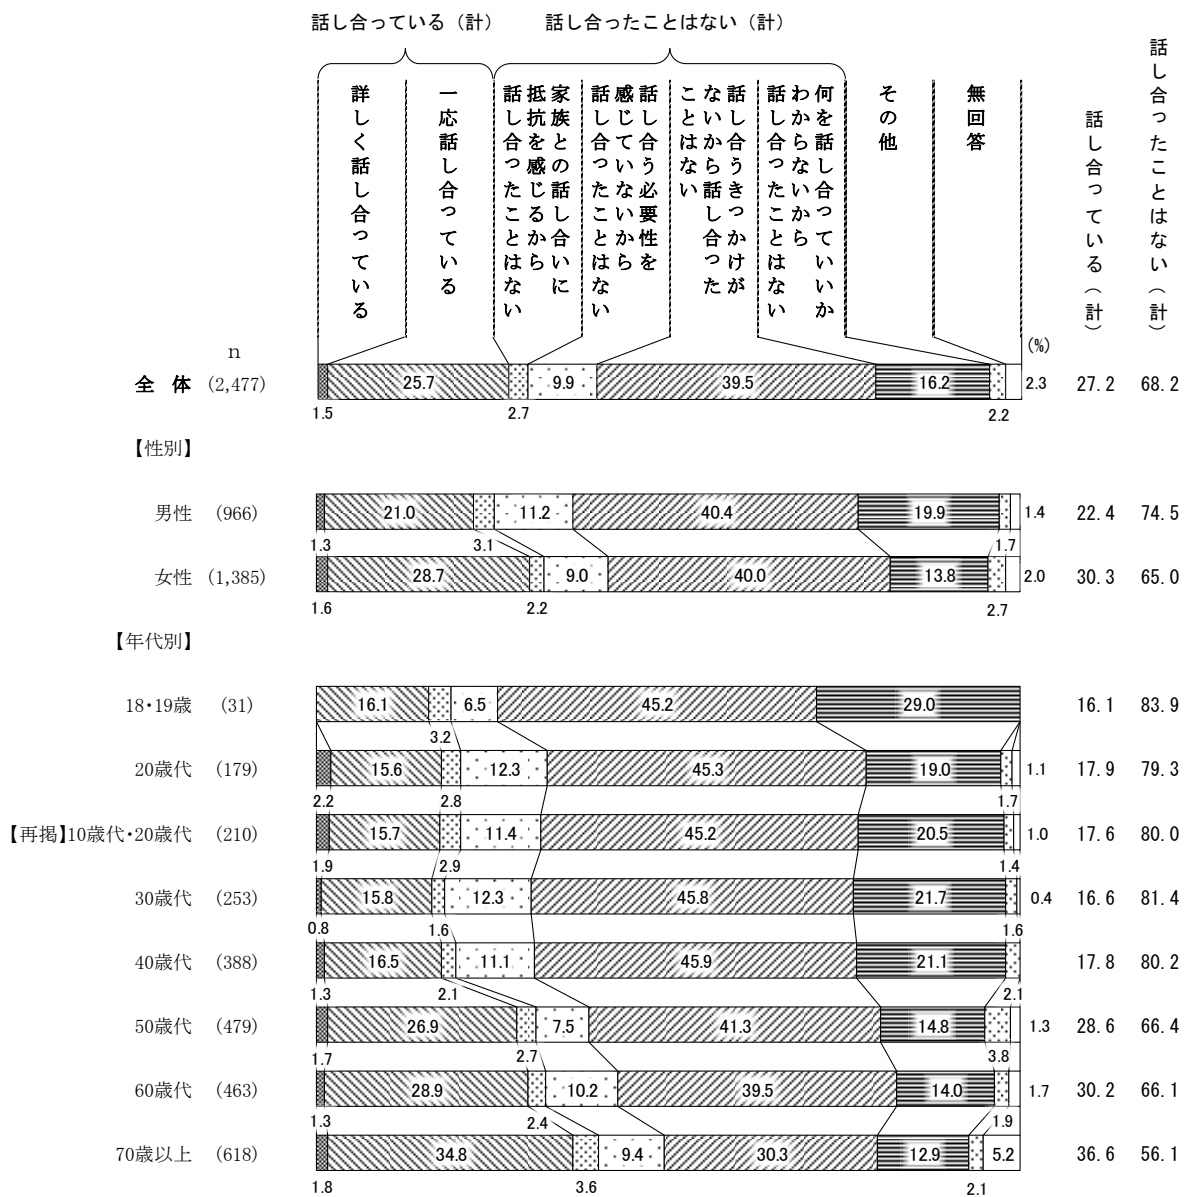 話し合っている（計）　話し合ったことはない（計）
詳しく話し合っている
一応話し合っている
家族との話し合いに
抵抗を感じるから
話し合ったことはない
話し合う必要性を
感じていないから
話し合ったことはない
話し合うきっかけが
ないから話し合った
ことはない
何を話し合っていいか
わからないから
話し合ったことはない
その他
無回答
話し合っている（計）
話し合ったことはない（計）
n
(%)
全　体 (2,477) 25.7 9.9 39.5 16.2 2.3 27.2 68.2
1.5 2.7 2.2
【性別】
男性 (966) 21.0 11.2 40.4 19.9 1.4 22.4 74.5
1.3 3.1 1.7
女性 (1,385) 28.7 9.0 40.0 13.8 2.0 30.3 65.0
1.6 2.2 2.7
【年代別】
18・19歳 (31) 16.1 6.5 45.2 29.0 16.1 83.9
3.2
20歳代 (179) 15.6 12.3 45.3 19.0 1.1 17.9 79.3
2.2 2.8 1.7
【再掲】10歳代・20歳代 (210) 15.7 11.4 45.2 20.5 1.0 17.6 80.0
1.9 2.9 1.4
30歳代 (253) 15.8 12.3 45.8 21.7 0.4 16.6 81.4
0.8 1.6 1.6
40歳代 (388) 16.5 11.1 45.9 21.1 17.8 80.2
1.3 2.1 2.1
50歳代 (479) 26.9 7.5 41.3 14.8 1.3 28.6 66.4
1.7 2.7 3.8
60歳代 (463) 28.9 10.2 39.5 14.0 1.7 30.2 66.1
1.3 2.4 1.9
70歳以上 (618) 34.8 9.4 30.3 12.9 5.2 36.6 56.1
1.8 3.6 2.1